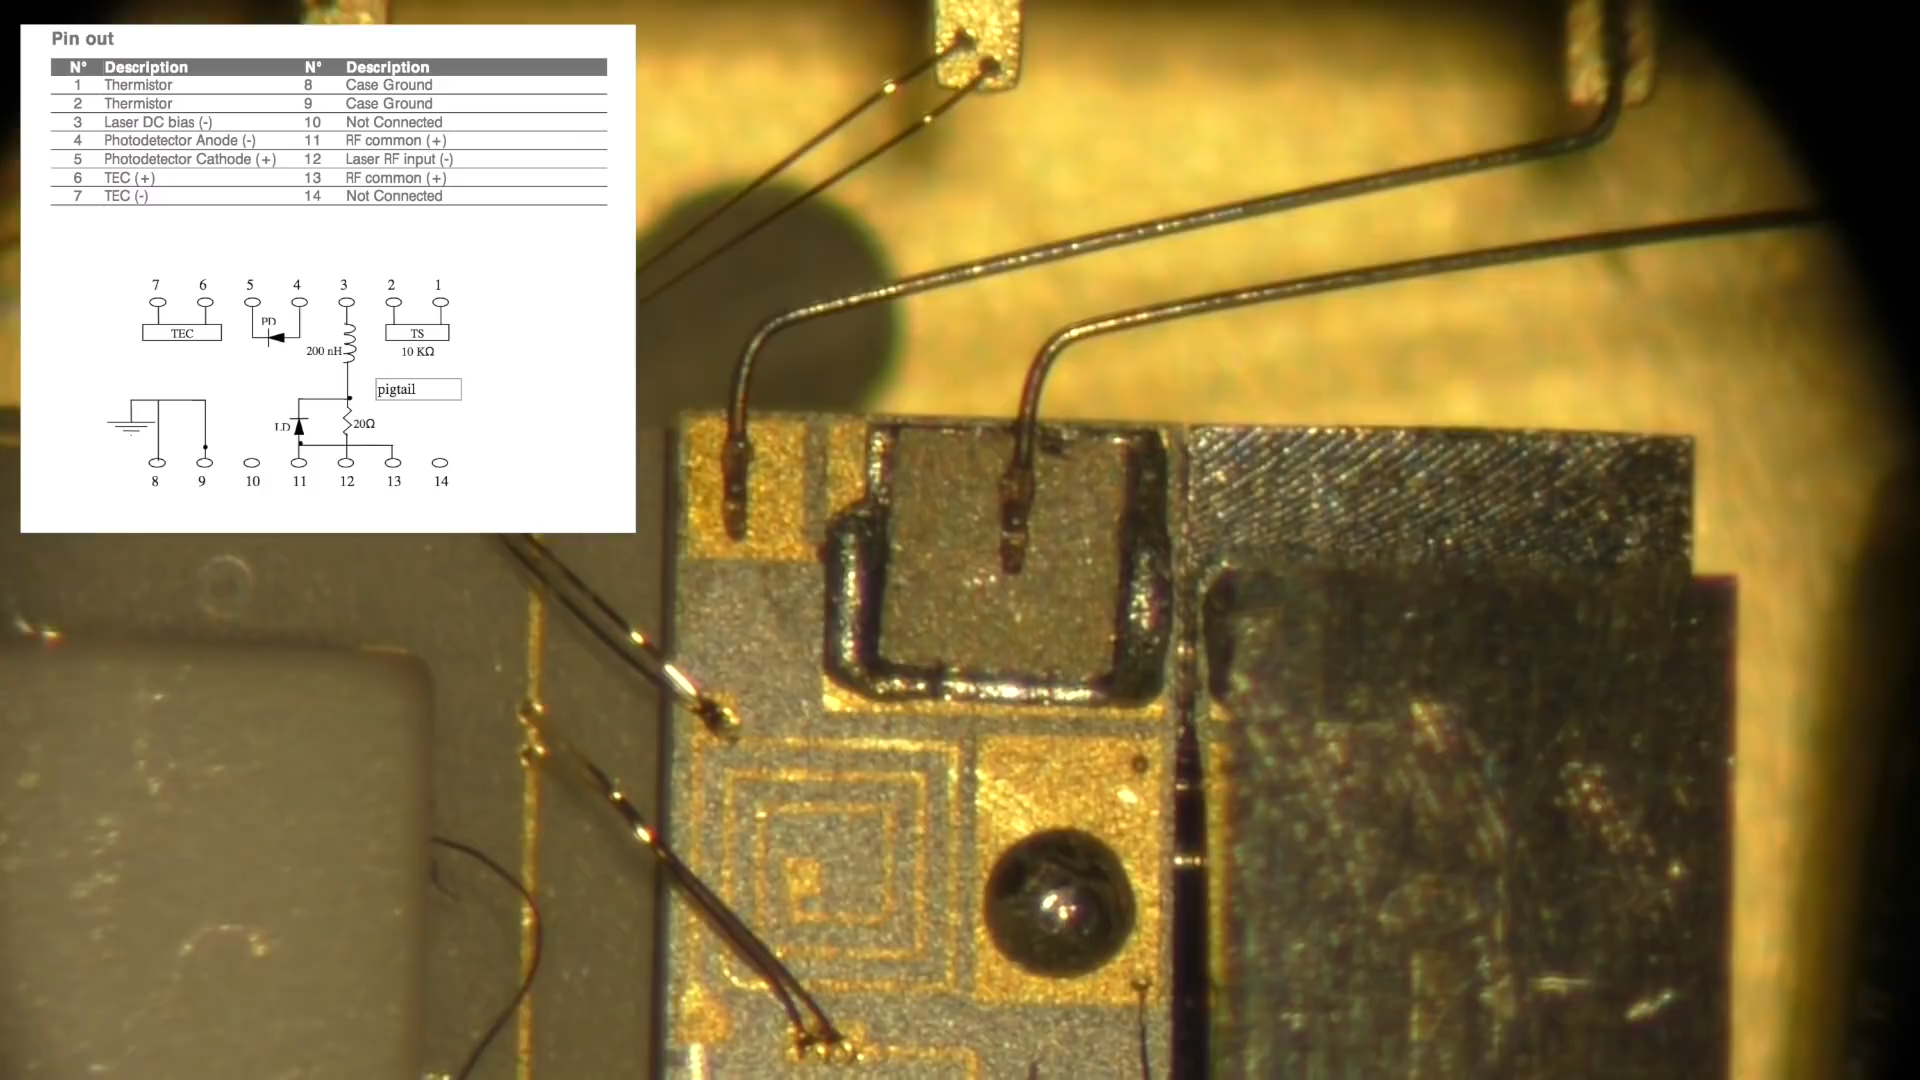 Pin out
N° Description N° Description
1 Thermistor 8 Case Ground
2 Thermistor 9 Case Ground
3 Laser DC bias (-) 10 Not Connected
4 Photodetector Anode (-) 11 RF common (+)
5 Photodetector Cathode (+) 12 Laser RF input (-)
6 TEC (+) 13 RF common (+)
7 TEC (-) 14 Not Connected
7 6 5 4 3 2 1
PD
TEC
TS
200 nH
10 KΩ
pigtail
LD
20Ω
8 9 10 11 12 13 14